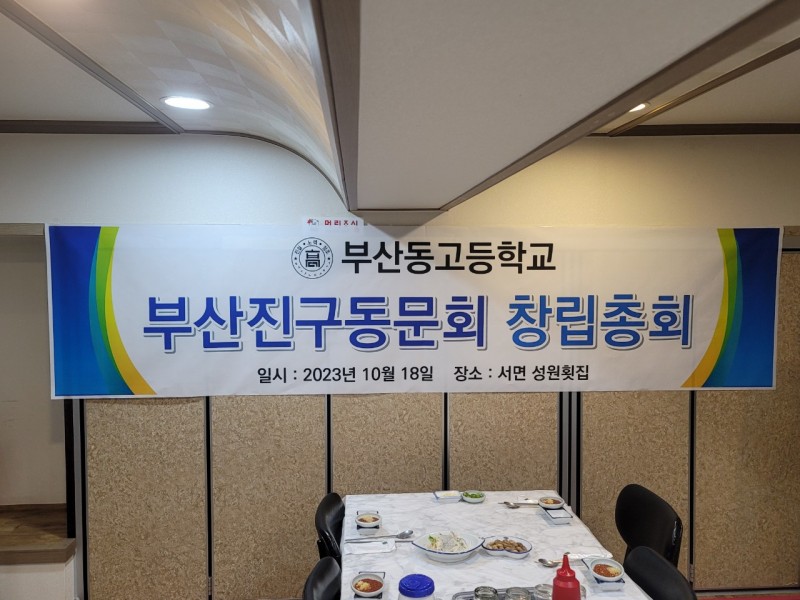 부산동고등학교
부산진구동문회 창립총회
일시 : 2023년 10월 18일 장소 : 서면 성원횟집